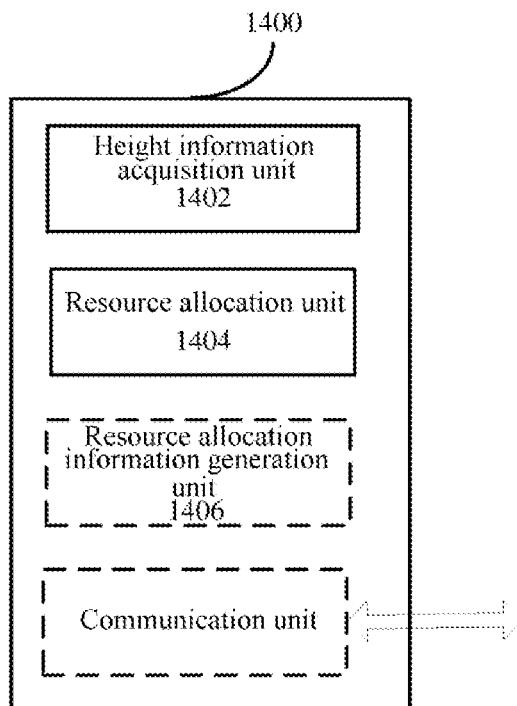 1400
Height information
acquisition unit
1402
Resource allocation unit
1404
Resource allocation
information generation
unit
1406
Communication unit